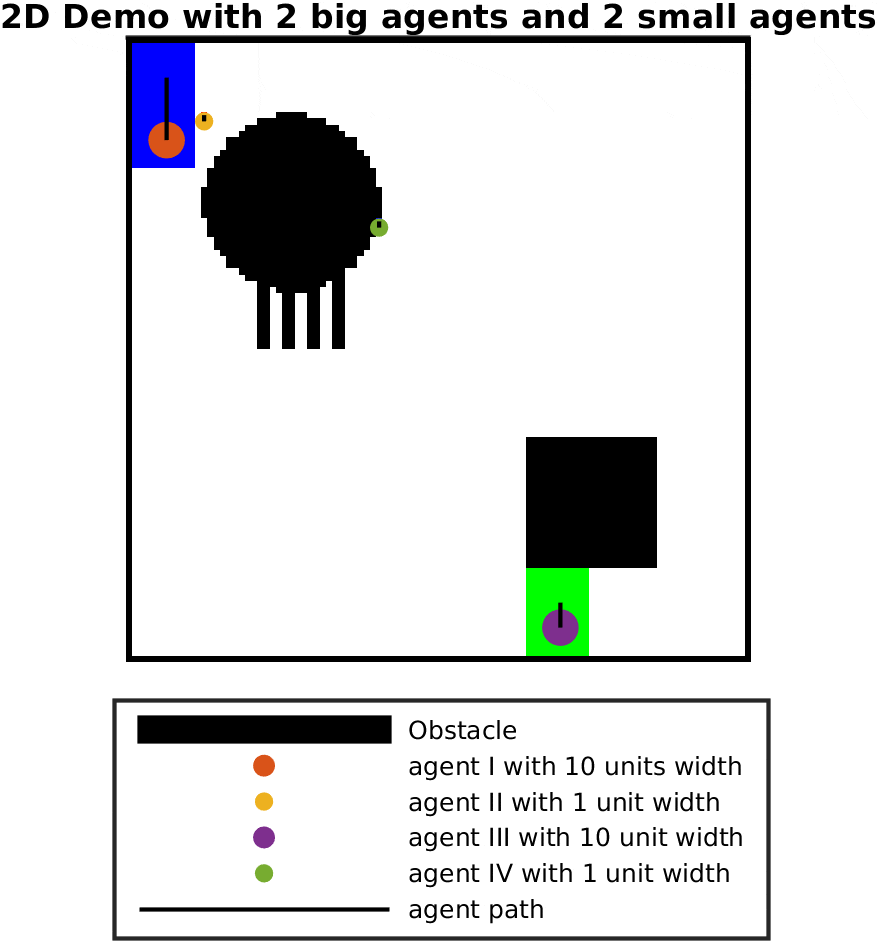 2D Demo with 2 big agents and 2 small agents
Obstacle
agent I with 10 units width
agent II with 1 unit width
agent III with 10 unit width
agent IV with 1 unit width
agent path